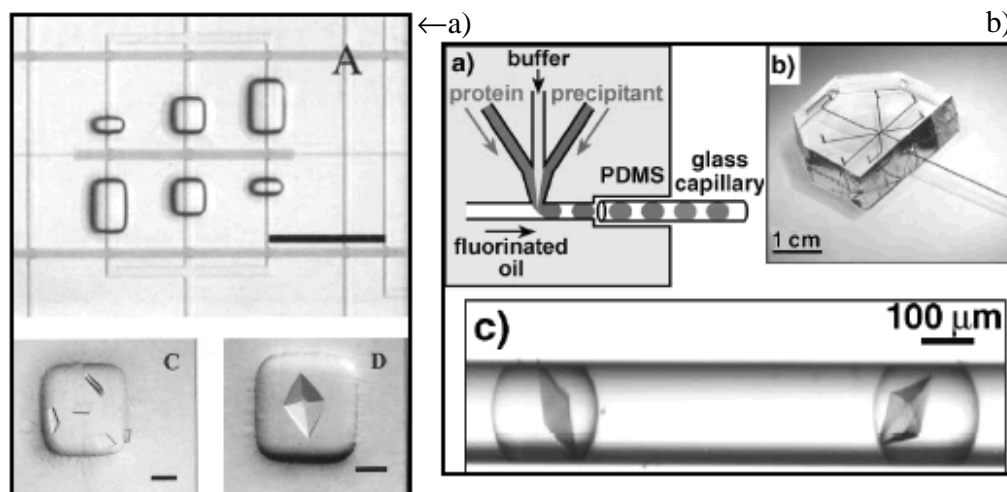 ←a)
b)
A
C
D
a)
buffer
protein
precipitant
PDMS
glass
capillary
fluorinated
oil
b)
1 cm
c)
100 μm